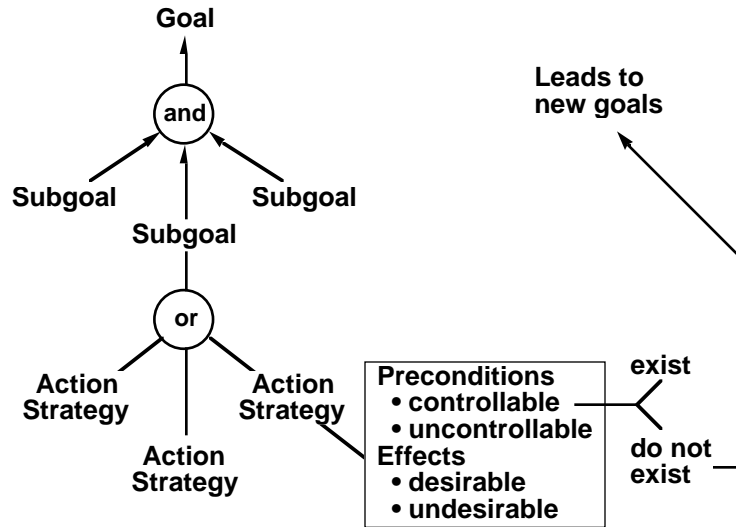 Goal
and
Leads to
new goals
Subgoal
Subgoal
Subgoal
or
Action
Strategy
Action
Strategy
Action
Strategy
Preconditions
• controllable
• uncontrollable
Effects
• desirable
• undesirable
exist
do not
exist